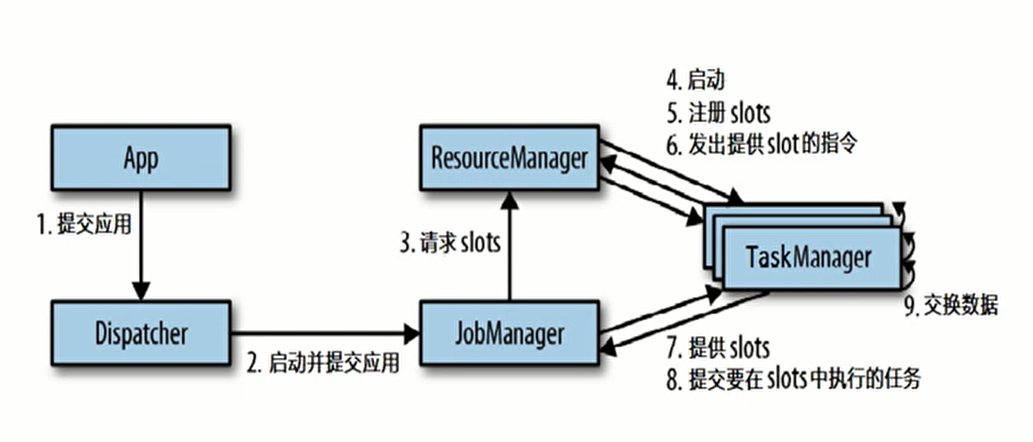 4. 启动
5. 注册 slots
6. 发出提供 slot 的指令
App
ResourceManager
1. 提交应用
3. 请求 slots
TaskManager
9. 交换数据
Dispatcher
JobManager
2. 启动并提交应用
7. 提供 slots
8. 提交要在 slots 中执行的任务